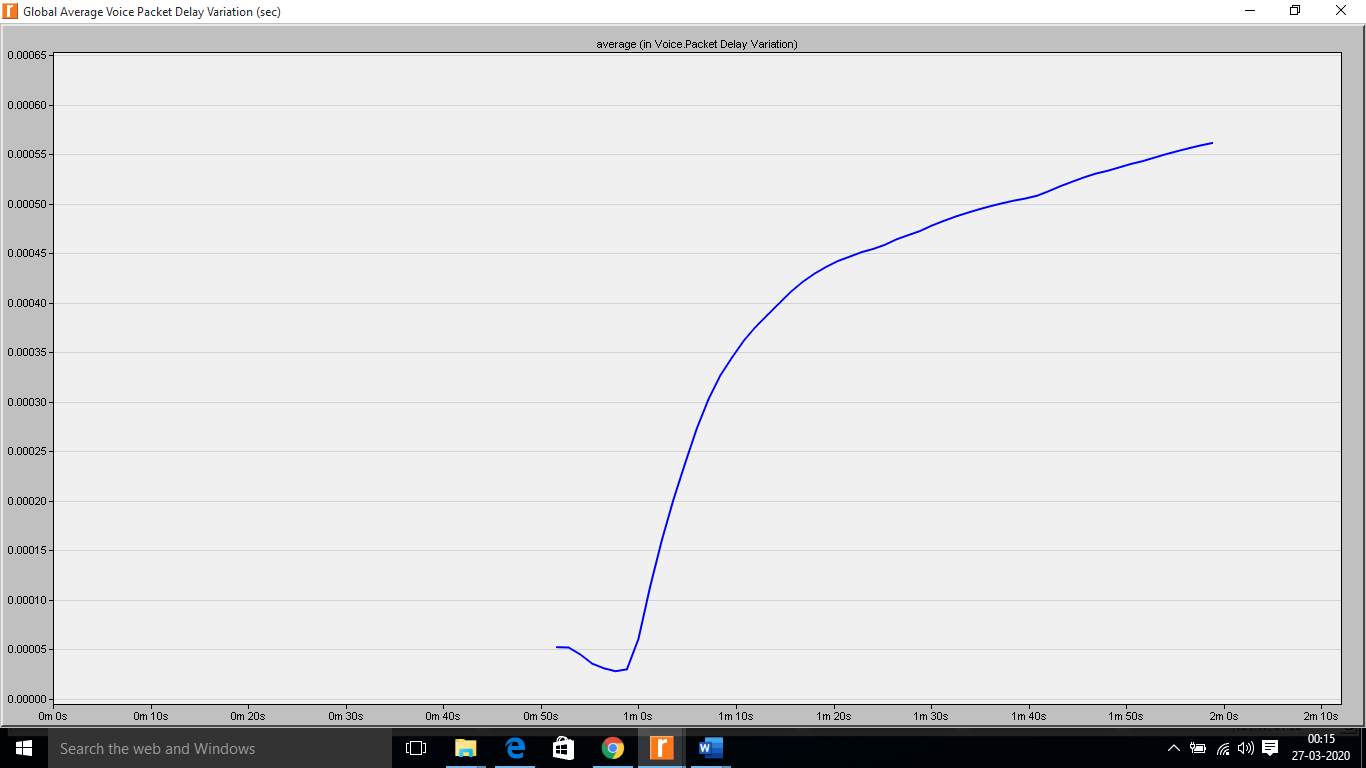 r Global Average Voice Packet Delay Variation (sec)
average (in Voice.Packet Delay Variation)
0.00065
0.00060
0.00055
0.00050
0.00045
0.00040
0.00035
0.00030
0.00025
0.00020
0.00015
0.00010
0.00005
0.00000
0m 0s 0m 10s 0m 20s 0m 30s 0m 40s 0m 50s 1m 0s 1m 10s 1m 20s 1m 30s 1m 40s 1m 50s 2m 0s 2m 10s
Search the web and Windows
r
W
00:15
27-03-2020